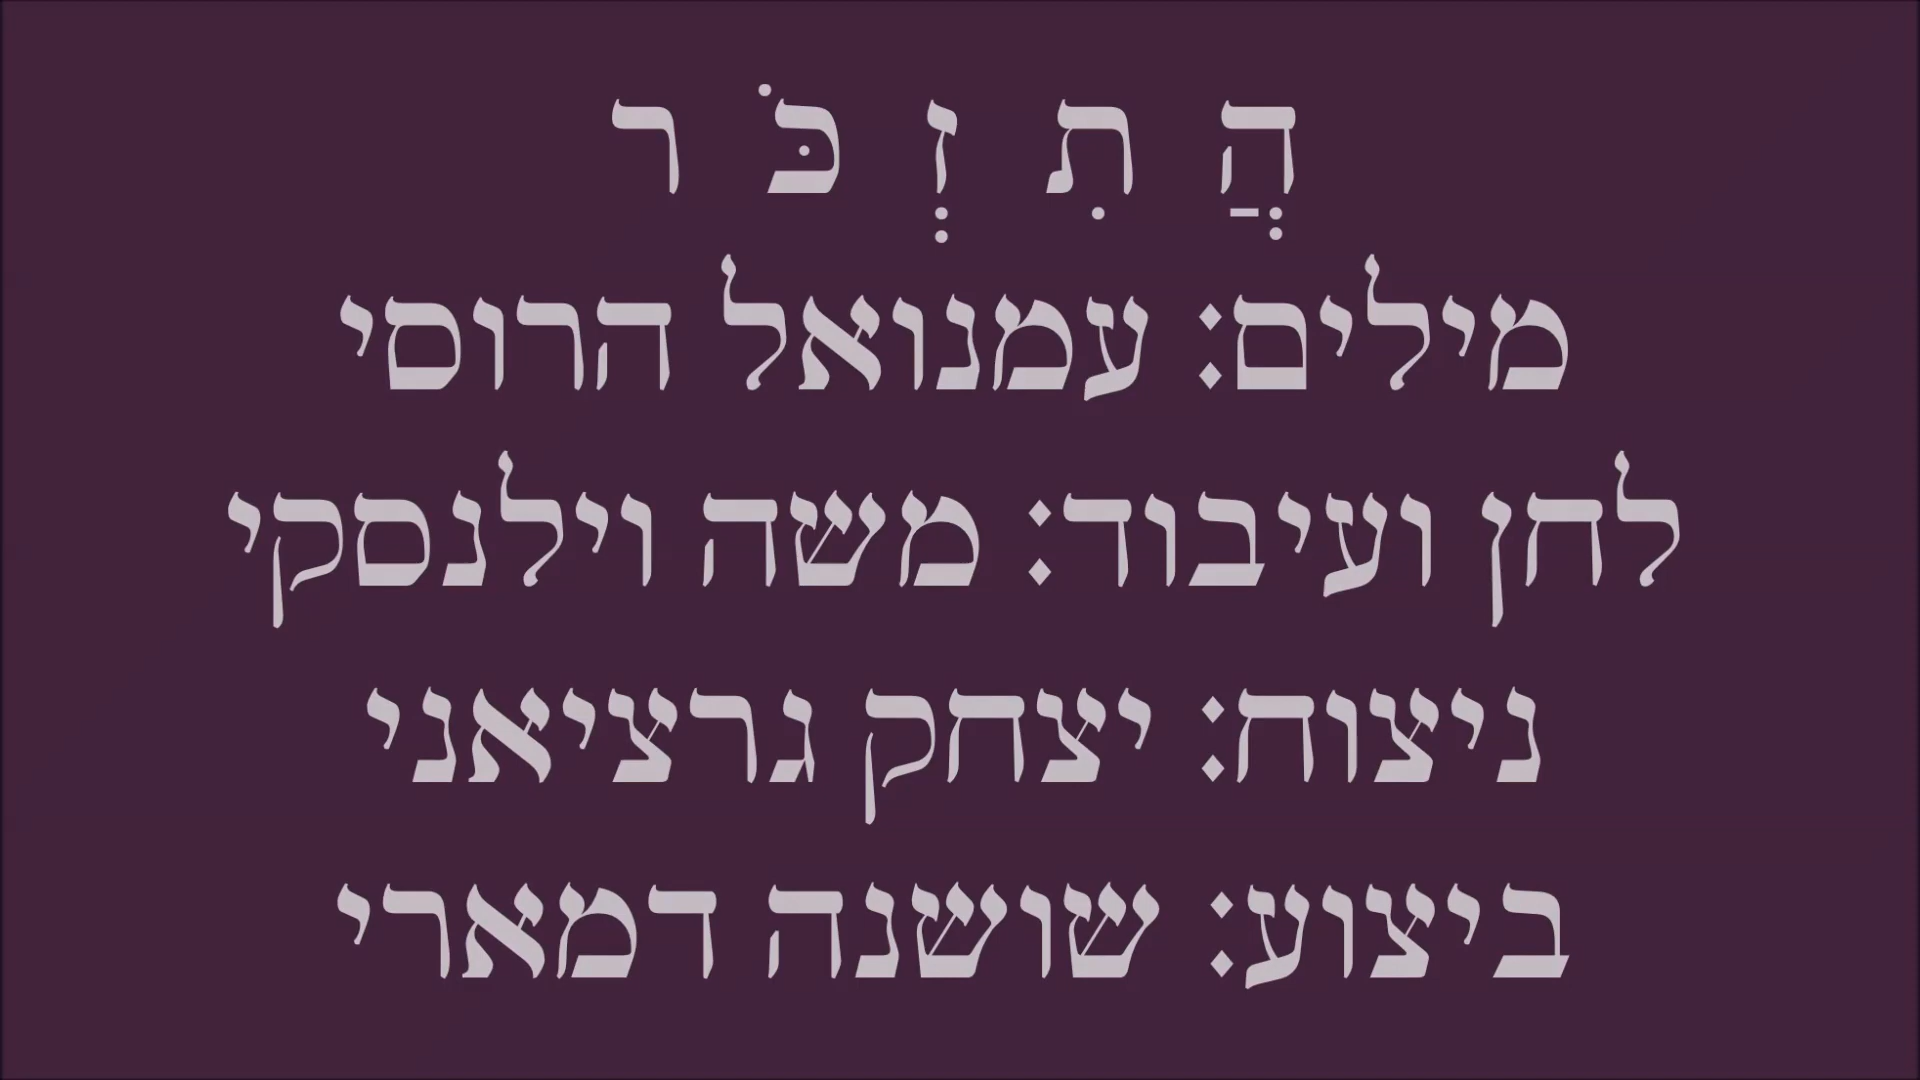 הֲ תִ זְ כֹּ ר
מילים: עמנואל הרוסי
לחן ועיבוד: משה וילנסקי
ניצוח: יצחק גרציאני
ביצוע: שושנה דמארי